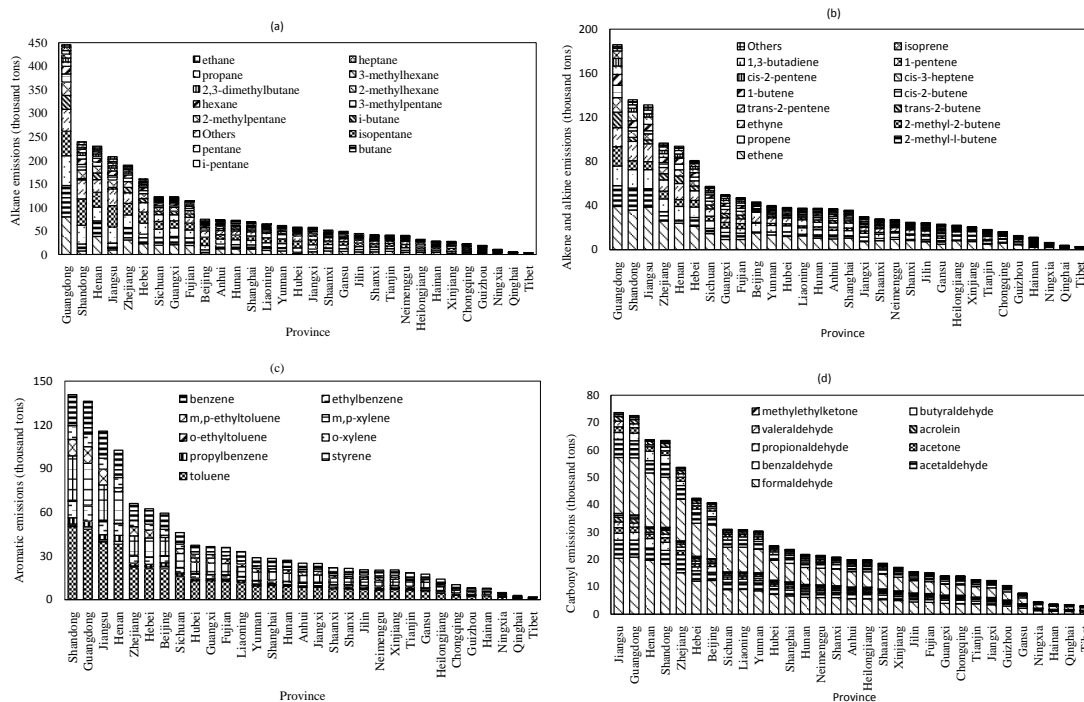 (a)
Alkane emissions (thousand tons)
450
400
350
300
250
200
150
100
50
0
ethane
heptane
propane
3-methylhexane
2,3-dimethylbutane
2-methylhexane
hexane
3-methylpentane
2-methylpentane
i-butane
Others
isopentane
pentane
butane
i-pentane
Guangdong
Shandong
Henan
Jiangsu
Zhejiang
Hebei
Sichuan
Guangxi
Fujian
Beijing
Anhui
Hunan
Shanghai
Liaoning
Yunnan
Hubei
Jiangxi
Shaanxi
Gansu
Jilin
Shanxi
Tianjin
Neimenggu
Heilongjiang
Hainan
Xinjiang
Chongqing
Guizhou
Ningxia
Qinghai
Tibet
Province
(b)
Alkene and alkine emissions (thousand tons)
200
160
120
80
40
0
Others
isoprene
1,3-butadiene
1-pentene
cis-2-pentene
cis-3-heptene
1-butene
cis-2-butene
trans-2-pentene
trans-2-butene
ethyne
2-methyl-2-butene
propene
2-methyl-l-butene
ethene
Guangdong
Shandong
Jiangsu
Zhejiang
Henan
Hebei
Sichuan
Guangxi
Fujian
Beijing
Yunnan
Hubei
Liaoning
Hunan
Anhui
Shanghai
Jiangxi
Shaanxi
Neimenggu
Shanxi
Jilin
Gansu
Heilongjiang
Xinjiang
Tianjin
Chongqing
Guizhou
Hainan
Ningxia
Qinghai
Tibet
Province
(c)
Aromatic emissions (thousand tons)
150
120
90
60
30
0
benzene
ethylbenzene
m,p-ethyltoluene
m,p-xylene
o-ethyltoluene
o-xylene
propylbenzene
styrene
toluene
Shandong
Guangdong
Jiangsu
Henan
Zhejiang
Hebei
Beijing
Sichuan
Hubei
Guangxi
Fujian
Liaoning
Yunnan
Shanghai
Hunan
Anhui
Jiangxi
Shaanxi
Shanxi
Jilin
Neimenggu
Xinjiang
Tianjin
Gansu
Heilongjiang
Chongqing
Guizhou
Hainan
Ningxia
Qinghai
Tibet
Province
(d)
Carbonyl emissions (thousand tons)
80
70
60
50
40
30
20
10
0
methylethylketone
butyraldehyde
valeraldehyde
acrolein
propionaldehyde
acetone
benzaldehyde
acetaldehyde
formaldehyde
Jiangsu
Guangdong
Henan
Shandong
Zhejiang
Hebei
Beijing
Sichuan
Liaoning
Yunnan
Hubei
Shanghai
Hunan
Neimenggu
Shanxi
Anhui
Heilongjiang
Shaanxi
Xinjiang
Jilin
Fujian
Guangxi
Chongqing
Tianjin
Jiangxi
Guizhou
Gansu
Ningxia
Hainan
Qinghai
Tibet
Province